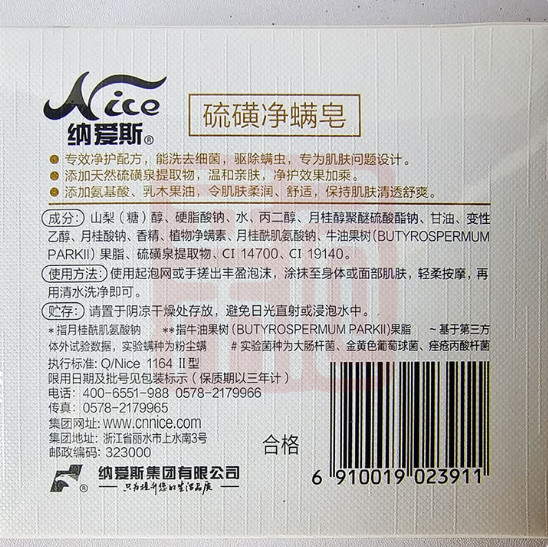 Nice
纳爱斯®
硫磺净螨皂
专效净护配方，能洗去细菌，驱除螨虫，专为肌肤问题设计。
添加天然硫磺泉提取物，温和亲肤，净护效果加乘。
添加氨基酸、乳木果油，令肌肤柔润、舒适，保持肌肤清透舒爽。
成分：山梨（糖）醇、硬脂酸钠、水、丙二醇、月桂醇聚醚硫酸酯钠、甘油、变性
乙醇、月桂酸钠、香精、植物净螨素、月桂酰肌氨酸钠、牛油果树(BUTYROSPERMUM
PARKII）果脂、硫磺泉提取物、CI 14700、CI 19140。
使用方法：使用起泡网或手搓出丰盈泡沫，涂抹至身体或面部肌肤，轻柔按摩，再
用清水洗净即可。
贮存：请置于阴凉干燥处存放，避免日光直射或浸泡水中。
*指月桂酰肌氨酸钠 **指牛油果树(BUTYROSPERMUM PARKII)果脂 ~基于第三方
体外试验数据，实验螨种为粉尘螨 #实验菌种为大肠杆菌、金黄色葡萄球菌、痤疮丙酸杆菌
执行标准: Q/Nice 1164 II型
限用日期及批号见包装标示（保质期以三年计）
电话：400-6551-988 0578-2179966
传真：0578-2179965
集团网址：www.cnnice.com
集团地址：浙江省丽水市上水南3号
邮政编码：323000
合格
纳爱斯集团有限公司
只为提升您的生活品质
6 910019 023911